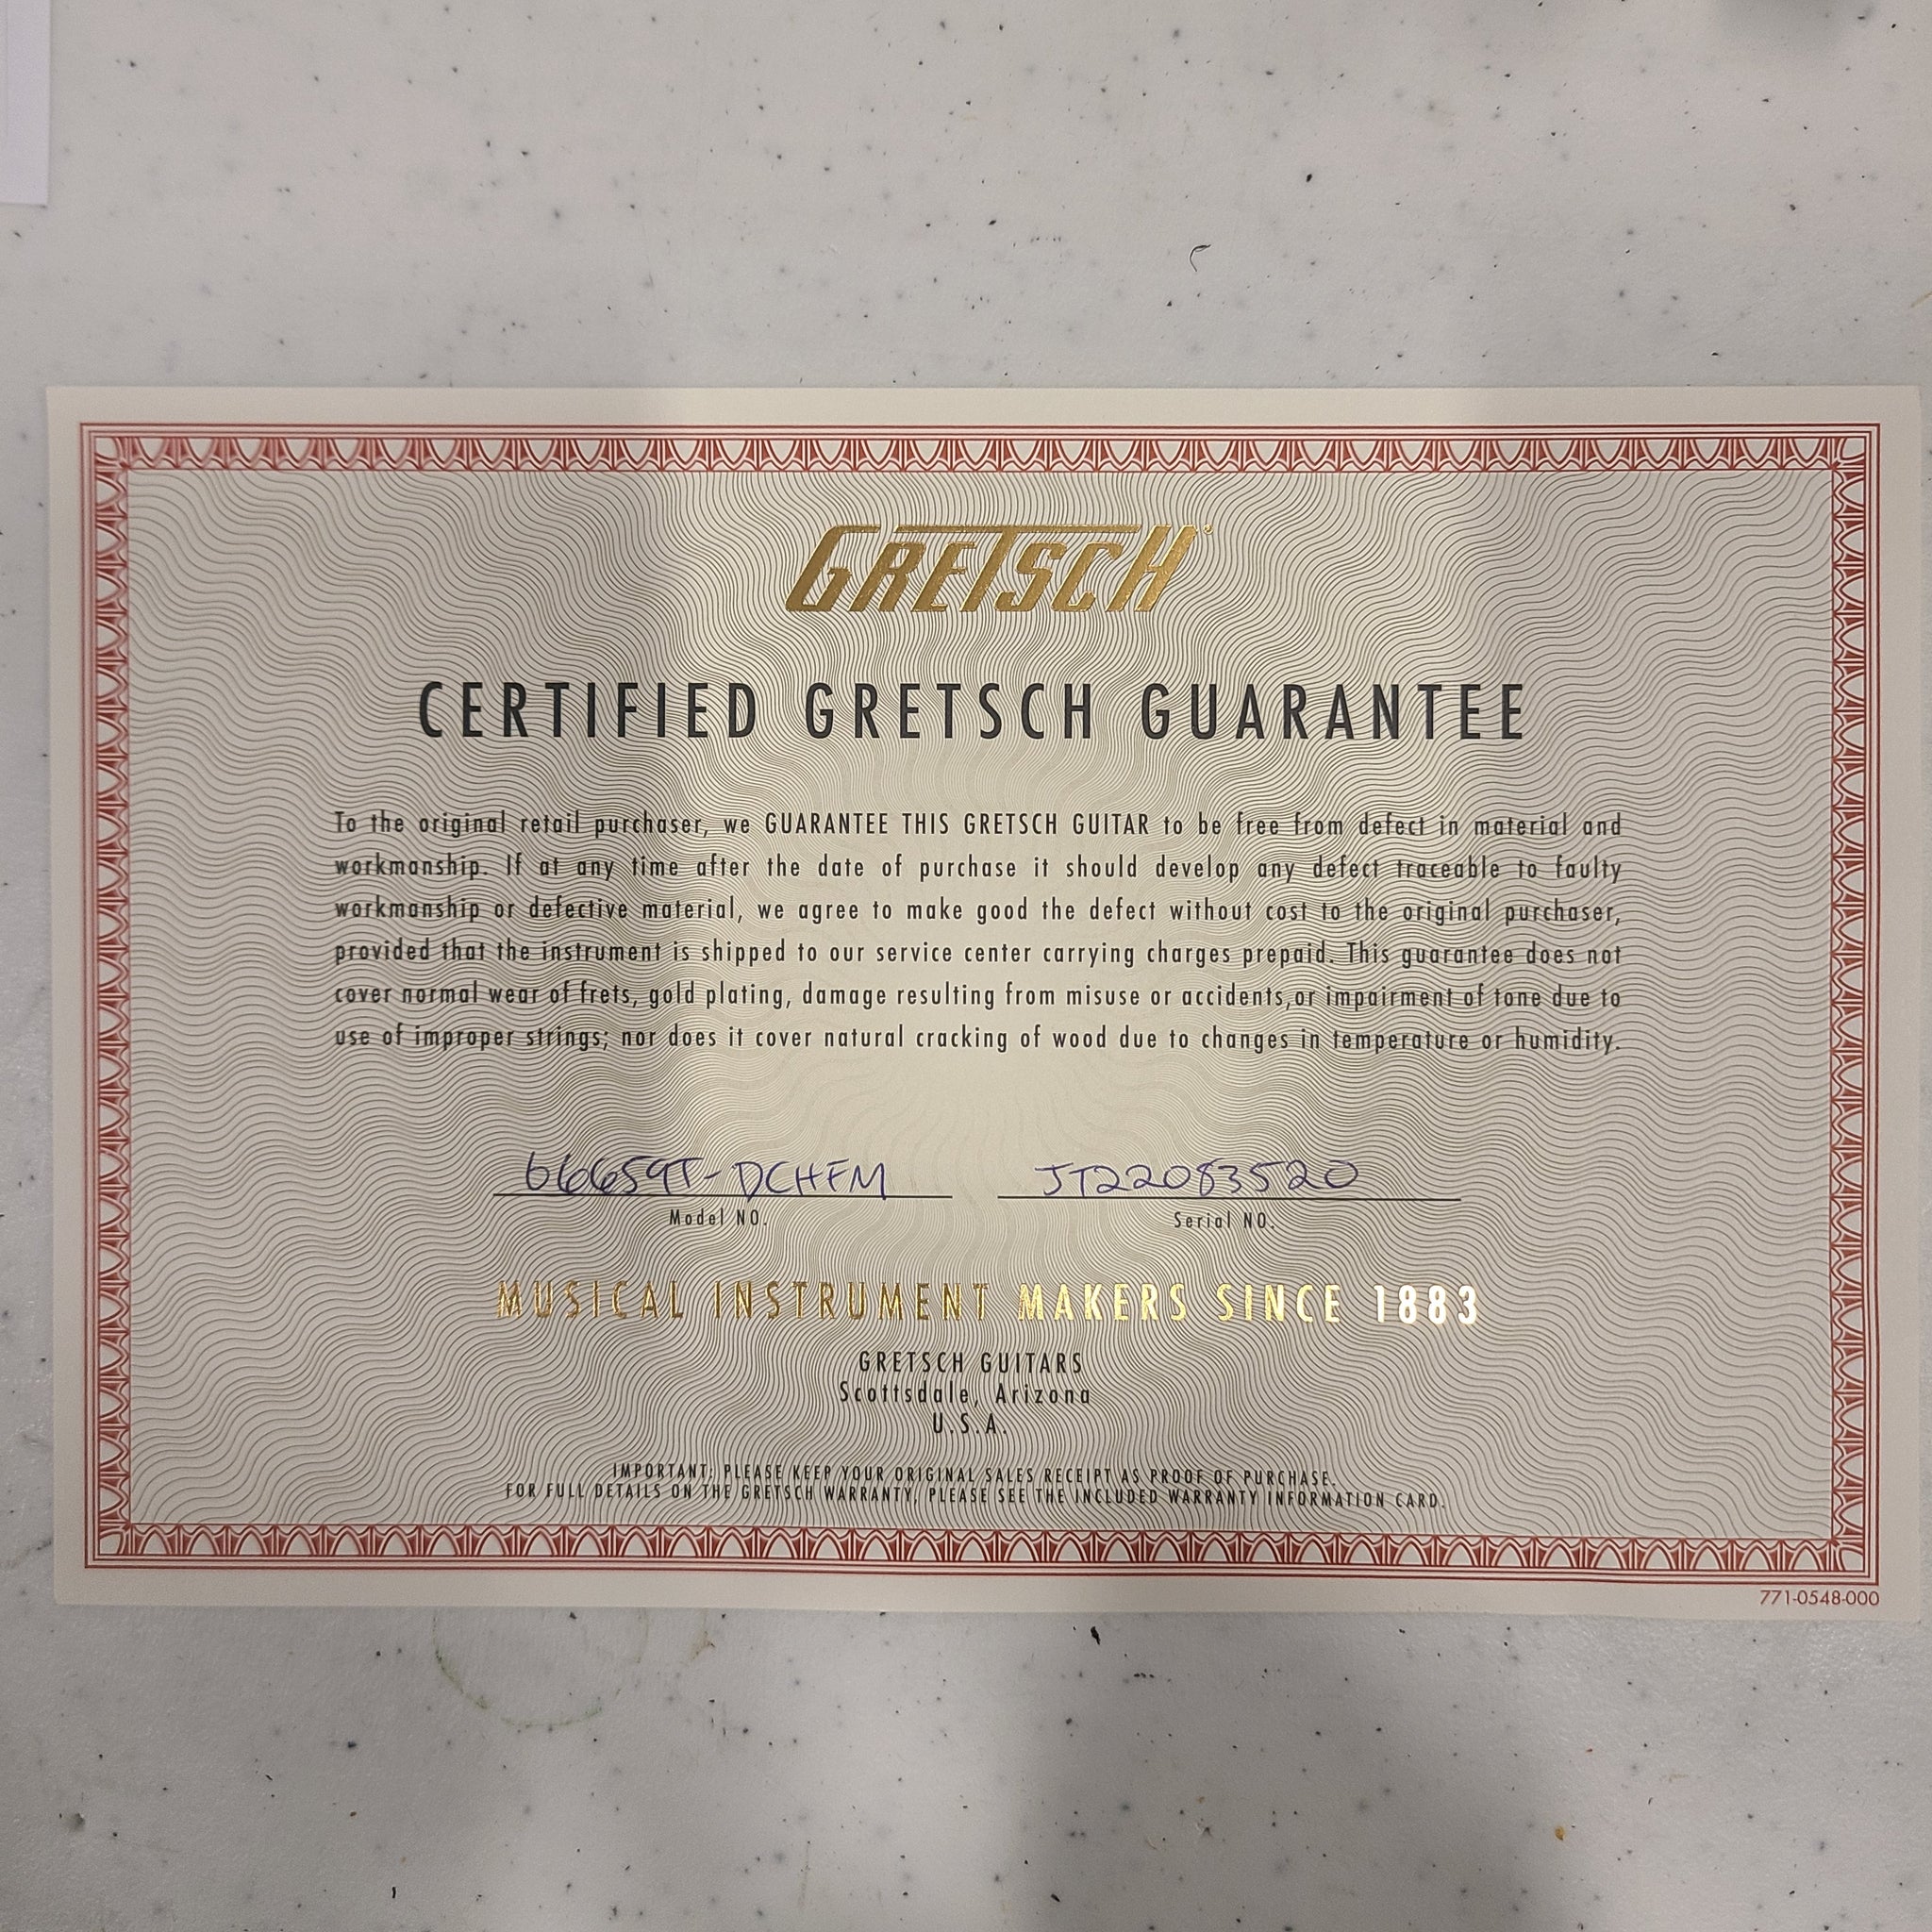 GRETSCH
CERTIFIED GRETSCH GUARANTEE
To the original retail purchaser, we GUARANTEE THIS GRETSCH GUITAR to be free from defect in material and
workmanship. If at any time after the date of purchase it should develop any defect traceable to faulty
workmanship or defective material, we agree to make good the defect without cost to the original purchaser,
provided that the instrument is shipped to our service center carrying charges prepaid. This guarantee does not
cover normal wear of frets, gold plating, damage resulting from misuse or accidents,or impairment of tone due to
use of improper strings; nor does it cover natural cracking of wood due to changes in temperature or humidity.
G6659T-DCHFM JT22083520
Model NO. Serial NO.
MUSICAL INSTRUMENT MAKERS SINCE 1883
GRETSCH GUITARS
Scottsdale, Arizona
U.S.A.
IMPORTANT: PLEASE KEEP YOUR ORIGINAL SALES RECEIPT AS PROOF OF PURCHASE.
FOR FULL DETAILS ON THE GRETSCH WARRANTY, PLEASE SEE THE INCLUDED WARRANTY INFORMATION CARD.
771-0548-000